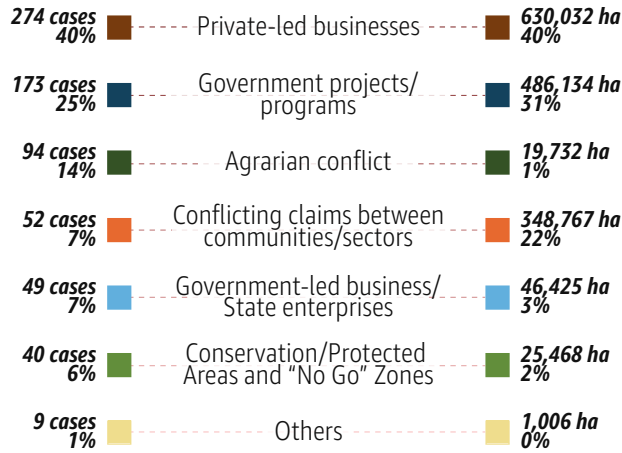 274 cases
40%
Private-led businesses
630,032 ha
40%
173 cases
25%
Government projects/
programs
486,134 ha
31%
94 cases
14%
Agrarian conflict
19,732 ha
1%
52 cases
7%
Conflicting claims between
communities/sectors
348,767 ha
22%
49 cases
7%
Government-led business/
State enterprises
46,425 ha
3%
40 cases
6%
Conservation/Protected
Areas and “No Go” Zones
25,468 ha
2%
9 cases
1%
Others
1,006 ha
0%